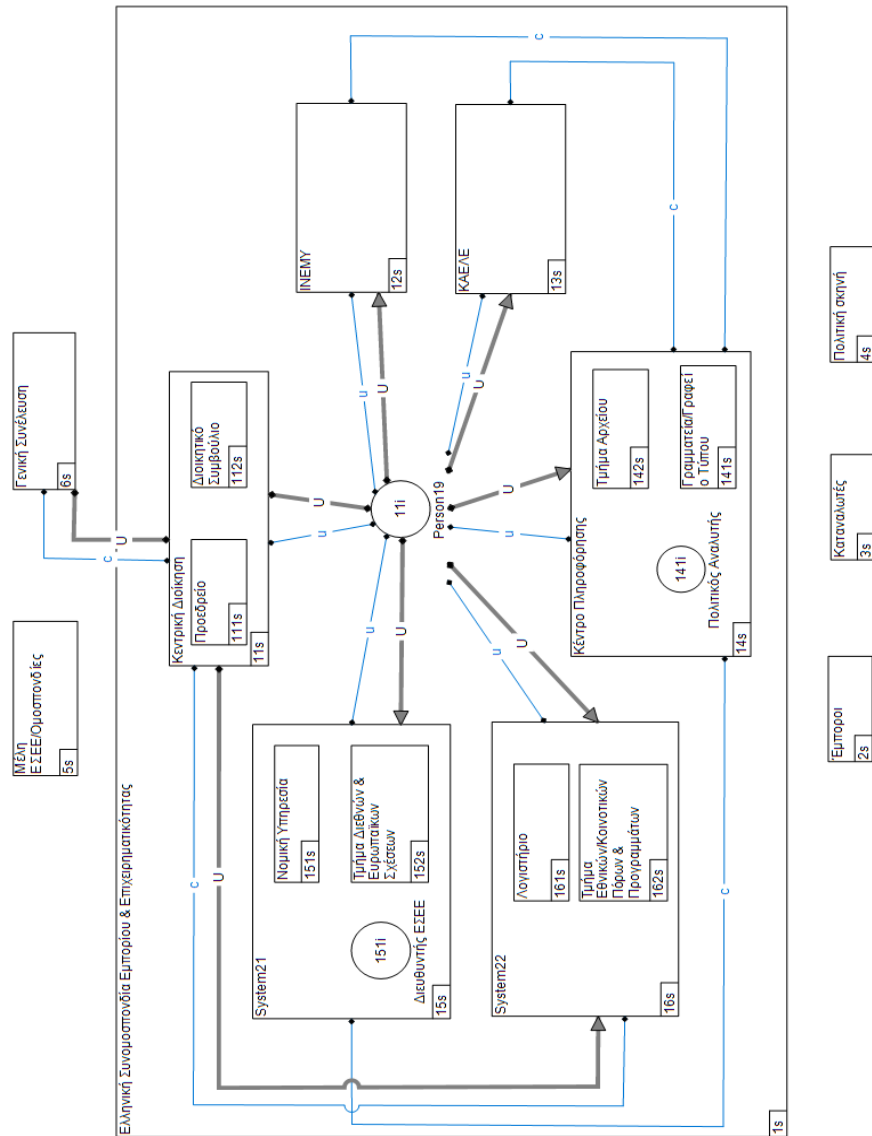 Μέλη
ΕΣΕΕ/Ομοσπονδίες
5s
Γενική Συνέλευση
6s
Ελληνική Συνομοσπονδία Εμπορίου & Επιχειρηματικότητας
1s
c
U
Κεντρική Διοίκηση
11s
Προεδρείο
111s
Διοικητικό
Συμβούλιο
112s
c
U
System21
15s
Νομική Υπηρεσία
151s
Τμήμα Διεθνών &
Ευρωπαϊκών
Σχέσεων
152s
151i
Διευθυντής ΕΣΕΕ
u
U
u
U
u
U
11i
Person19
ΙΝΕΜΥ
12s
ΚΑΕΛΕ
13s
u
U
u
U
u
U
c
c
System22
16s
Λογιστήριο
161s
Τμήμα
Εθνικών/Κοινοτικών
Πόρων &
Προγραμμάτων
162s
Κέντρο Πληροφόρησης
14s
Τμήμα Αρχείου
142s
Γραμματεία/Γραφεί
ο Τύπου
141s
141i
Πολιτικός Αναλυτής
c
Έμποροι
2s
Καταναλωτές
3s
Πολιτική σκηνή
4s